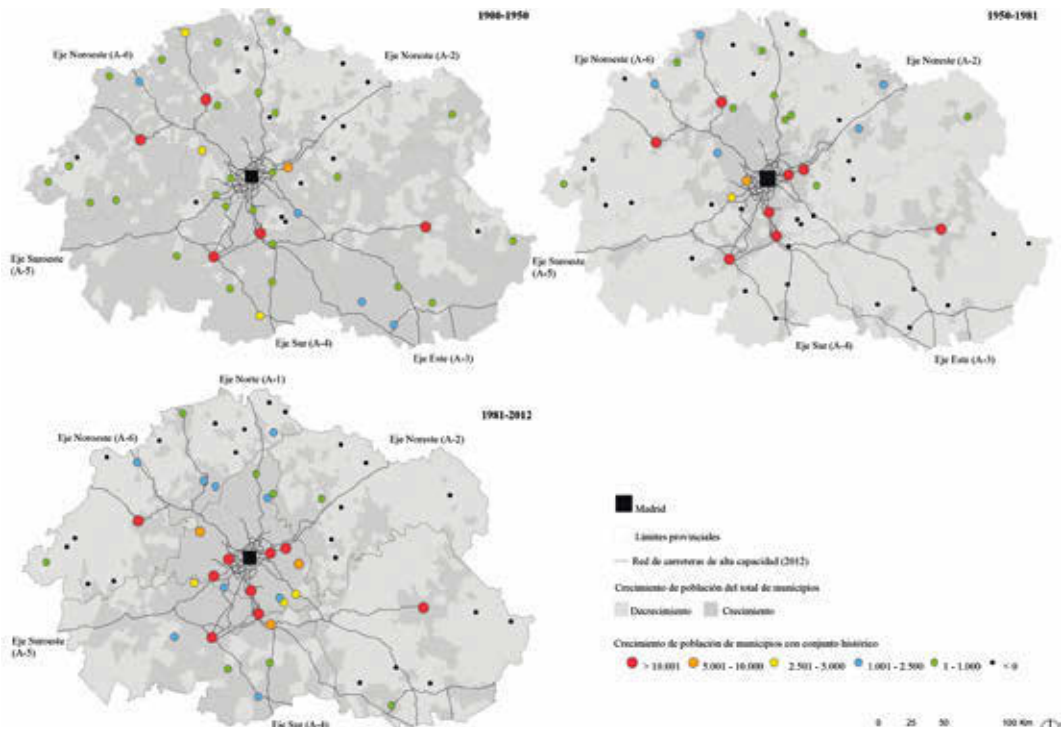 1900-1950
Eje Noroeste (A-6)
Eje Noreste (A-2)
Eje Suroeste
(A-5)
Eje Sur (A-4)
Eje Este (A-3)
1950-1981
Eje Noroeste (A-6)
Eje Noreste (A-2)
Eje Suroeste
(A-5)
Eje Sur (A-4)
Eje Este (A-3)
Eje Norte (A-1)
1981-2012
Eje Noroeste (A-6)
Eje Noreste (A-2)
Eje Suroeste
(A-5)
Eje Sur (A-4)
Madrid
Límites provinciales
Red de carreteras de alta capacidad (2012)
Crecimiento de población del total de municipios
Decrecimiento Crecimiento
Crecimiento de población de municipios con conjunto histórico
> 10.001 5.001 - 10.000 2.501 - 5.000 1.001 - 2.500 1 - 1.000 < 0
0 25 50 100 Km